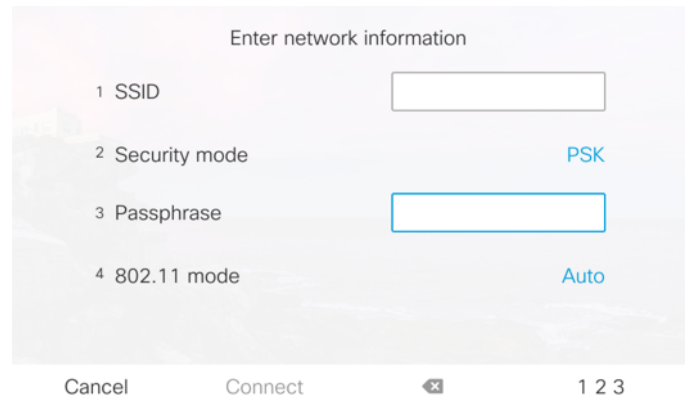 Enter network information
1 SSID
2 Security mode PSK
3 Passphrase
4 802.11 mode Auto
Cancel Connect 1 2 3